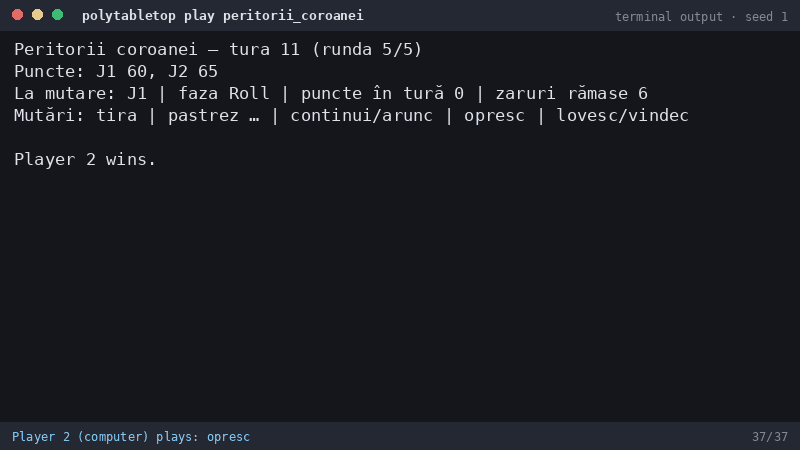 polytabletop play peritorii_coroanei
terminal output · seed 1
Peritorii coroanei — tura 11 (runda 5/5)
Puncte: J1 60, J2 65
La mutare: J1 | faza Roll | puncte în tură 0 | zaruri rămase 6
Mutări: tira | pastrez … | continui/arunc | opresc | lovesc/vindec
Player 2 wins.
Player 2 (computer) plays: opresc
37/37